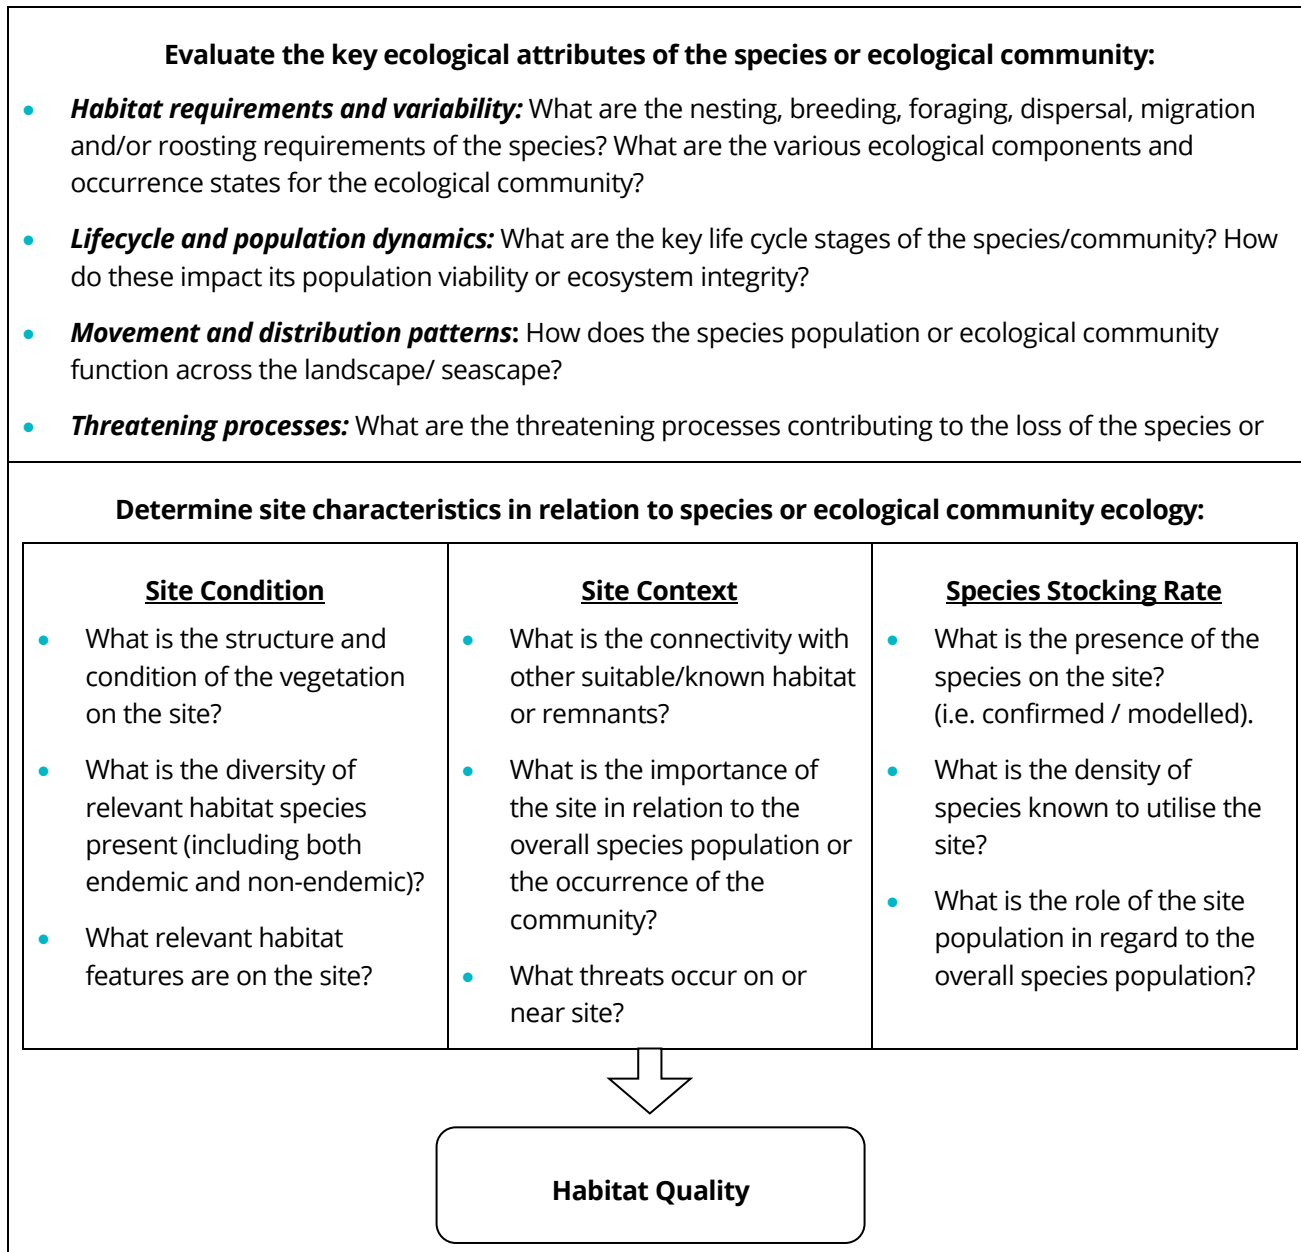 Evaluate the key ecological attributes of the species or ecological community:
• Habitat requirements and variability: What are the nesting, breeding, foraging, dispersal, migration
and/or roosting requirements of the species? What are the various ecological components and
occurrence states for the ecological community?
• Lifecycle and population dynamics: What are the key life cycle stages of the species/community? How
do these impact its population viability or ecosystem integrity?
• Movement and distribution patterns: How does the species population or ecological community
function across the landscape/ seascape?
• Threatening processes: What are the threatening processes contributing to the loss of the species or
Determine site characteristics in relation to species or ecological community ecology:
Site Condition
• What is the structure and
condition of the vegetation
on the site?
• What is the diversity of
relevant habitat species
present (including both
endemic and non-endemic)?
• What relevant habitat
features are on the site?
Site Context
• What is the connectivity with
other suitable/known habitat
or remnants?
• What is the importance of
the site in relation to the
overall species population or
the occurrence of the
community?
• What threats occur on or
near site?
Species Stocking Rate
• What is the presence of the
species on the site?
(i.e. confirmed / modelled).
• What is the density of
species known to utilise the
site?
• What is the role of the site
population in regard to the
overall species population?
Habitat Quality